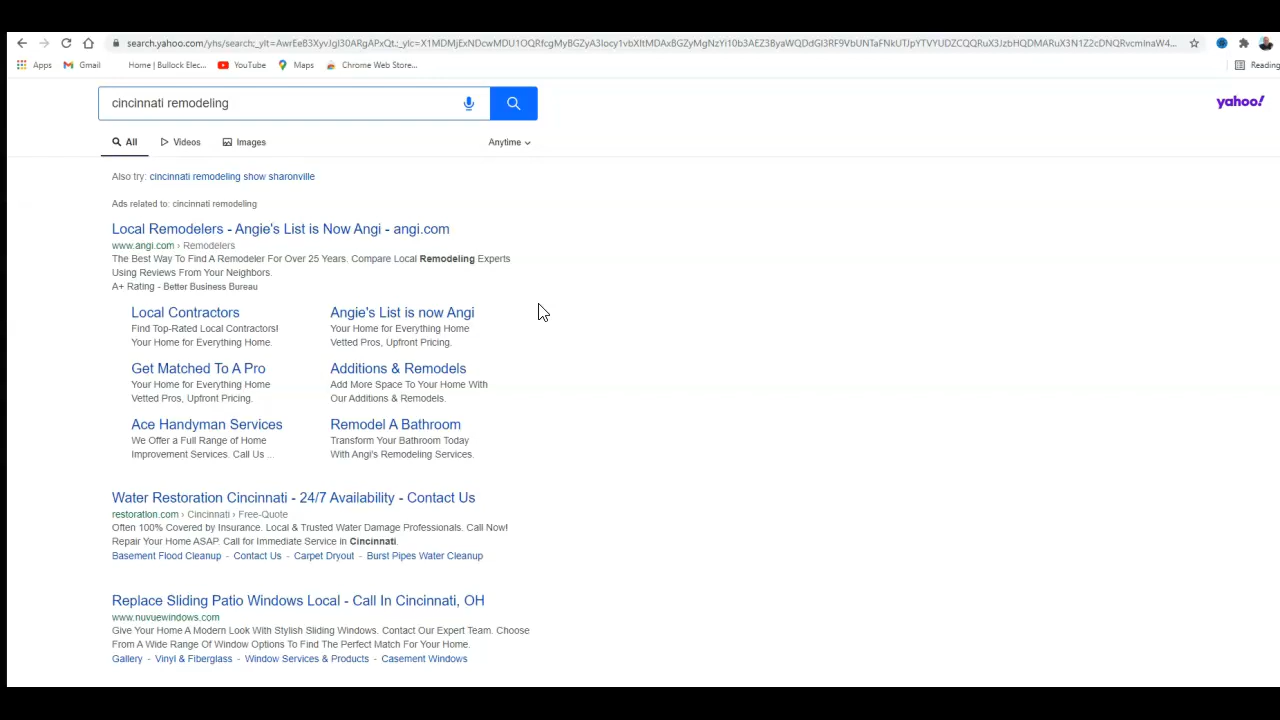 search.yahoo.com/yhs/search;_ylt=
Apps Gmail Home | Bullock Elec... YouTube Maps Chrome Web Store... Reading
cincinnati remodeling
yahoo!
All Videos Images Anytime
Also try: cincinnati remodeling show sharonville
Ads related to: cincinnati remodeling
Local Remodelers - Angie's List is Now Angi - angi.com
www.angi.com › Remodelers
The Best Way To Find A Remodeler For Over 25 Years. Compare Local Remodeling Experts
Using Reviews From Your Neighbors.
A+ Rating - Better Business Bureau
Local Contractors
Find Top-Rated Local Contractors!
Your Home for Everything Home.
Angie's List is now Angi
Your Home for Everything Home
Vetted Pros, Upfront Pricing.
Get Matched To A Pro
Your Home for Everything Home
Vetted Pros, Upfront Pricing.
Additions & Remodels
Add More Space To Your Home With
Our Additions & Remodels.
Ace Handyman Services
We Offer a Full Range of Home
Improvement Services. Call Us ...
Remodel A Bathroom
Transform Your Bathroom Today
With Angi's Remodeling Services.
Water Restoration Cincinnati - 24/7 Availability - Contact Us
restoration.com › Cincinnati › Free-Quote
Often 100% Covered by Insurance. Local & Trusted Water Damage Professionals. Call Now!
Repair Your Home ASAP. Call for Immediate Service in Cincinnati.
Basement Flood Cleanup - Contact Us - Carpet Dryout - Burst Pipes Water Cleanup
Replace Sliding Patio Windows Local - Call In Cincinnati, OH
www.nuvuewindows.com
Give Your Home A Modern Look With Stylish Sliding Windows. Contact Our Expert Team. Choose
From A Wide Range Of Window Options To Find The Perfect Match For Your Home.
Gallery - Vinyl & Fiberglass - Window Services & Products - Casement Windows